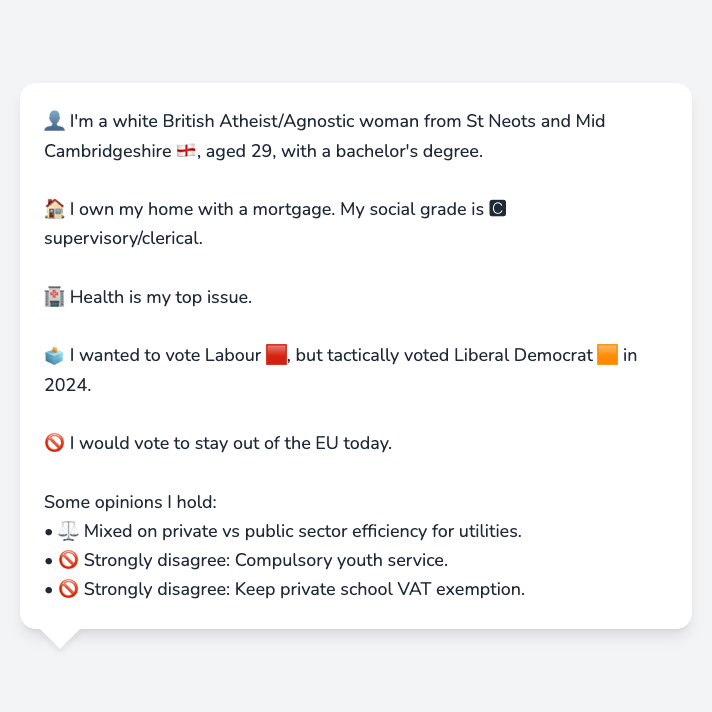 👤 I'm a white British Atheist/Agnostic woman from St Neots and Mid
Cambridgeshire 🏴󠁧󠁢󠁥󠁮󠁧󠁿, aged 29, with a bachelor's degree.
🏠 I own my home with a mortgage. My social grade is 🅲
supervisory/clerical.
🏥 Health is my top issue.
🗳️ I wanted to vote Labour 🟥, but tactically voted Liberal Democrat 🟧 in
2024.
🚫 I would vote to stay out of the EU today.
Some opinions I hold:
• ⚖️ Mixed on private vs public sector efficiency for utilities.
• 🚫 Strongly disagree: Compulsory youth service.
• 🚫 Strongly disagree: Keep private school VAT exemption.